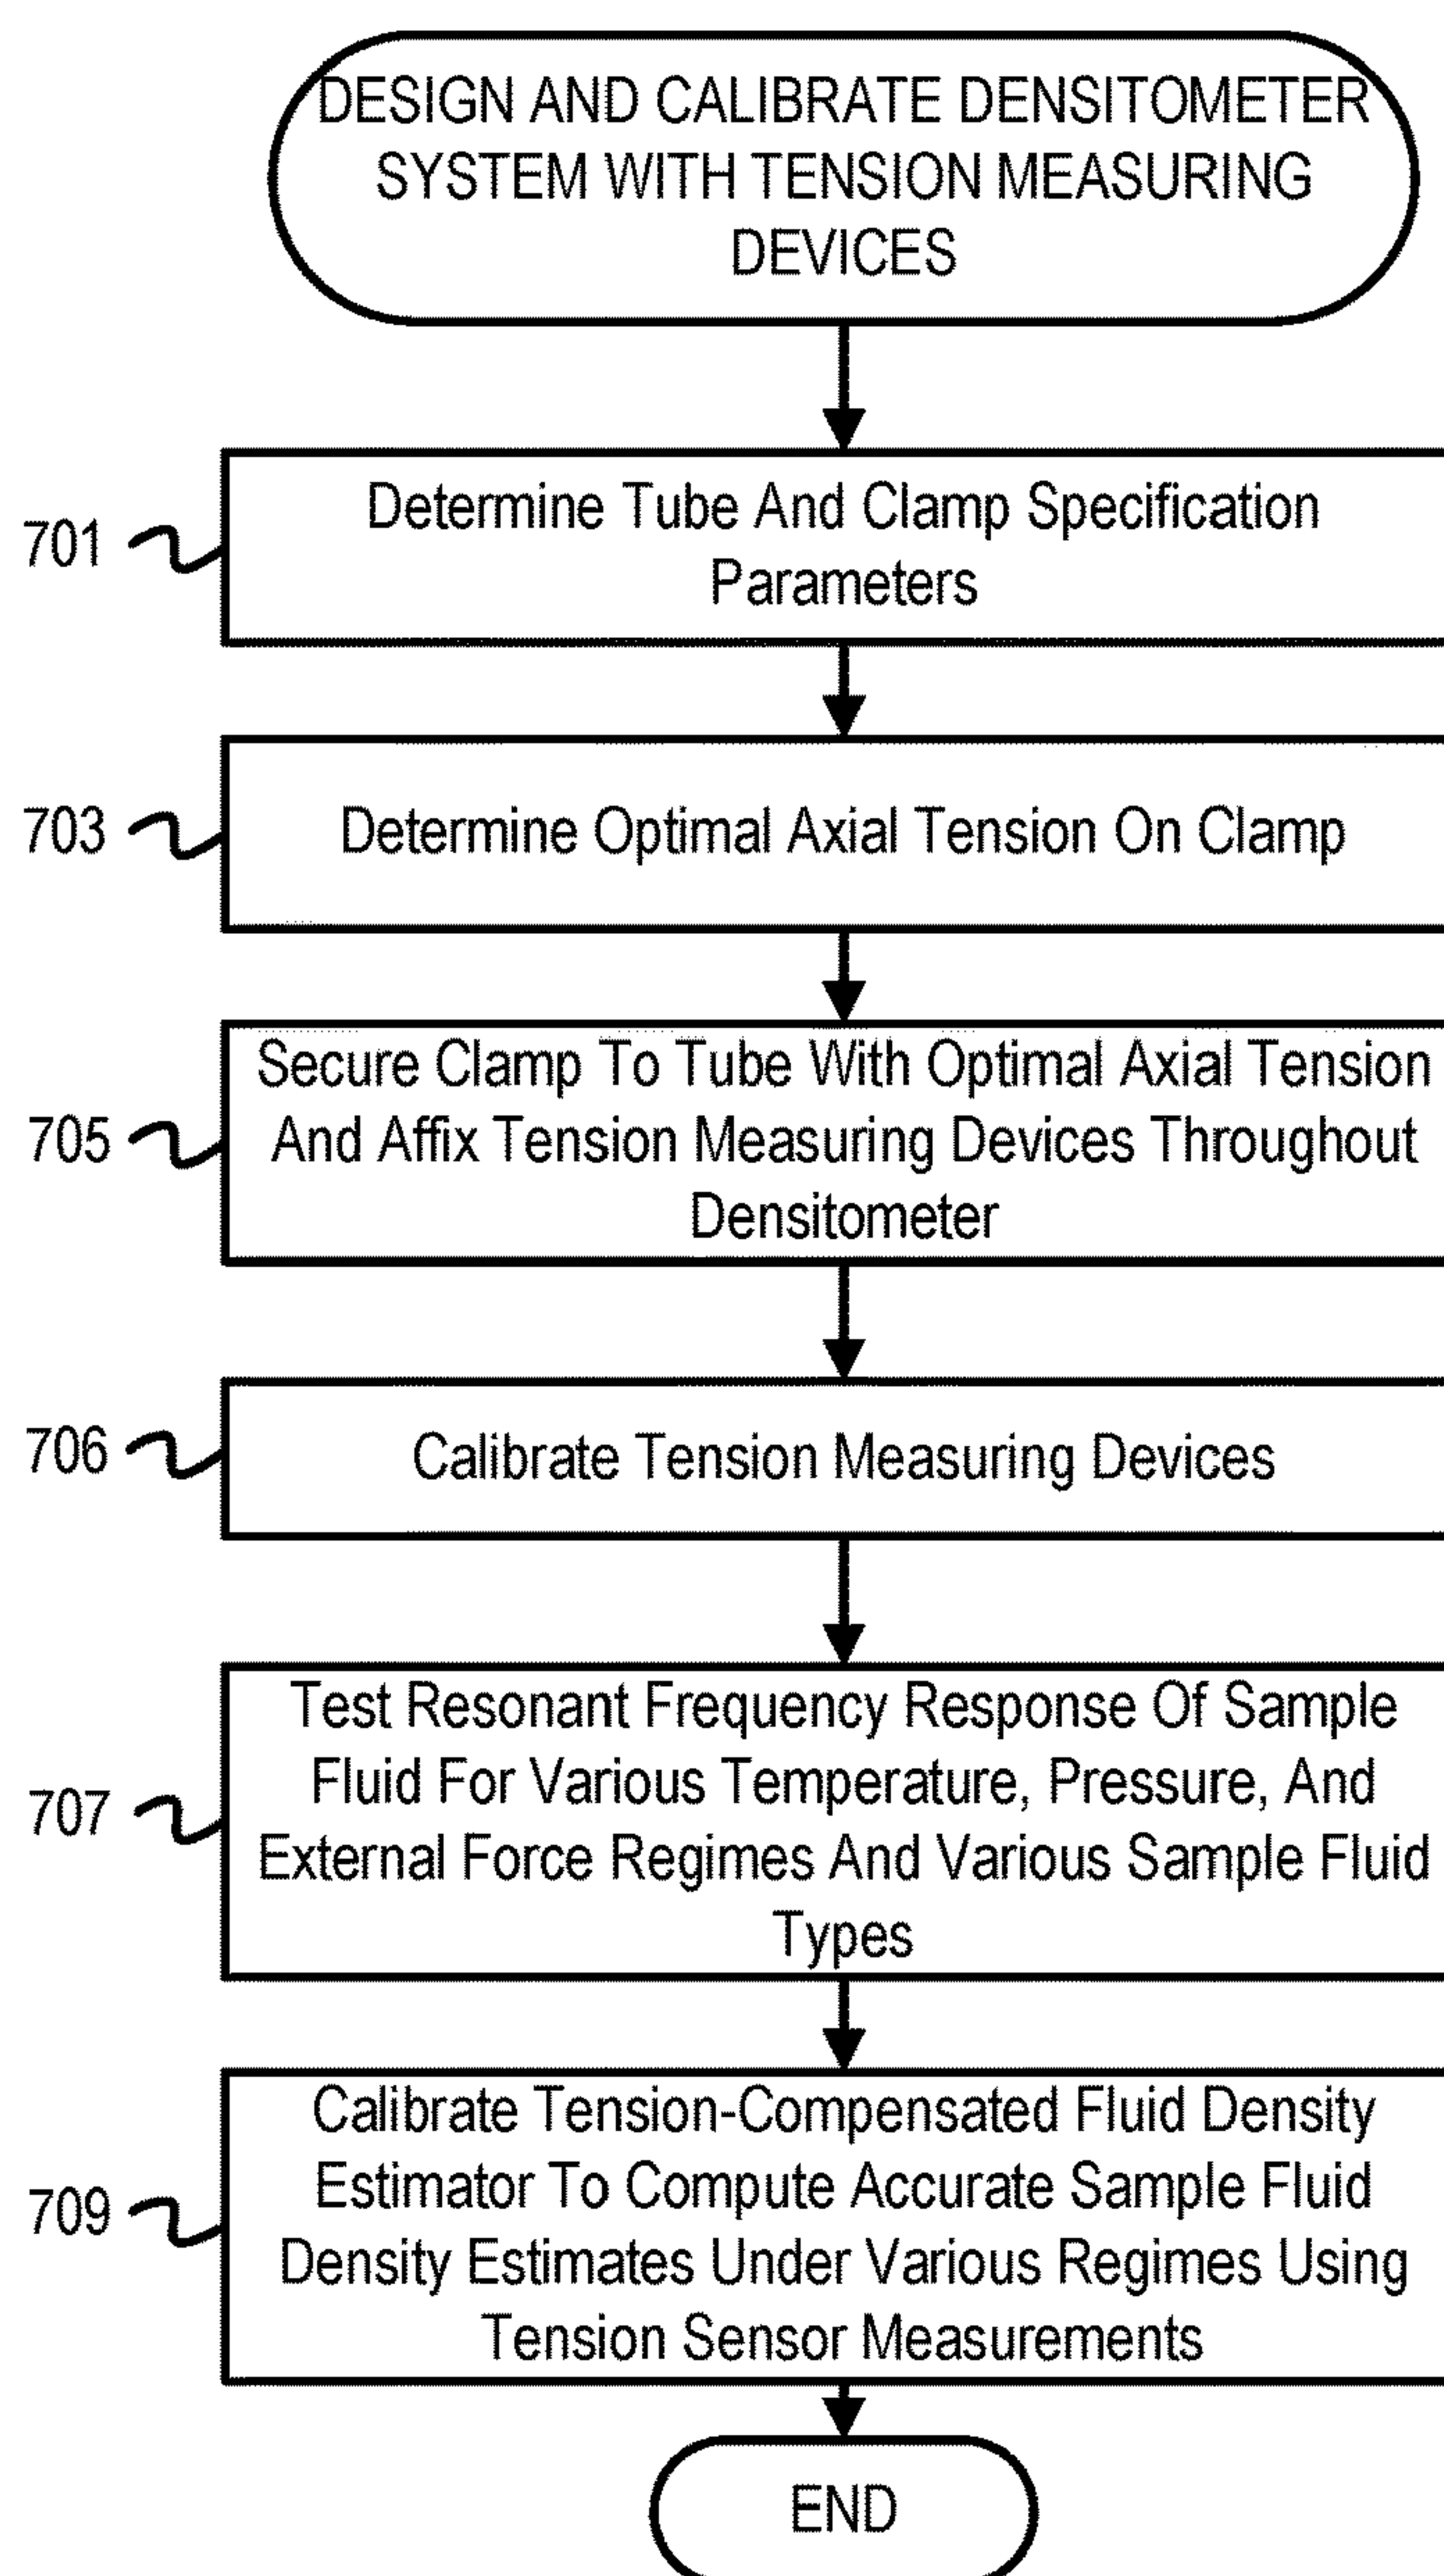 DESIGN AND CALIBRATE DENSITOMETER
SYSTEM WITH TENSION MEASURING
DEVICES
701
Determine Tube And Clamp Specification
Parameters
703
Determine Optimal Axial Tension On Clamp
705
Secure Clamp To Tube With Optimal Axial Tension
And Affix Tension Measuring Devices Throughout
Densitometer
706
Calibrate Tension Measuring Devices
707
Test Resonant Frequency Response Of Sample
Fluid For Various Temperature, Pressure, And
External Force Regimes And Various Sample Fluid
Types
709
Calibrate Tension-Compensated Fluid Density
Estimator To Compute Accurate Sample Fluid
Density Estimates Under Various Regimes Using
Tension Sensor Measurements
END